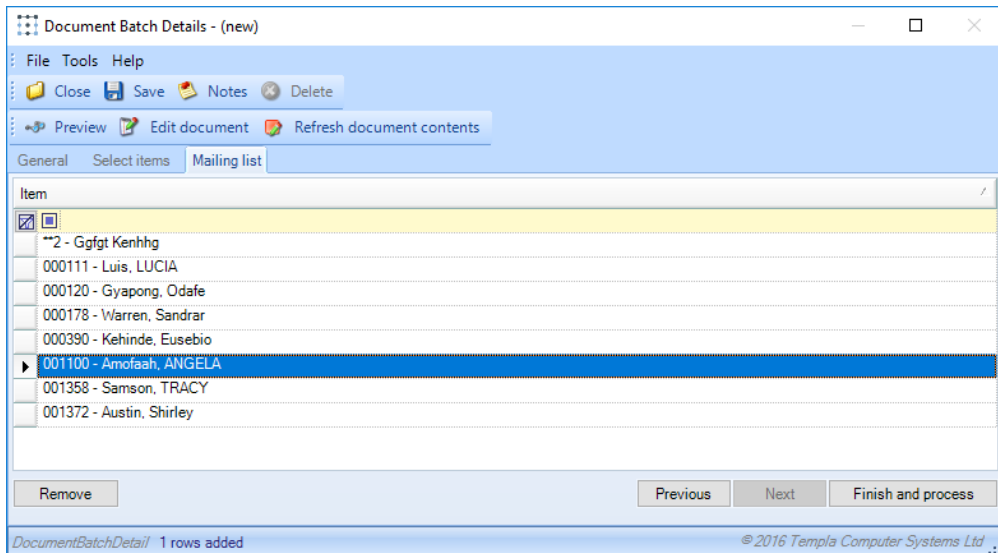 Document Batch Details - (new)
File Tools Help
Close Save Notes Delete
Preview Edit document Refresh document contents
General Select items Mailing list
Item
**2 - Ggfgt Kenhhg
000111 - Luis, LUCIA
000120 - Gyapong, Odafe
000178 - Warren, Sandrar
000390 - Kehinde, Eusebio
001100 - Amofaah, ANGELA
001358 - Samson, TRACY
001372 - Austin, Shirley
Remove Previous Next Finish and process
DocumentBatchDetail 1 rows added © 2016 Templa Computer Systems Ltd